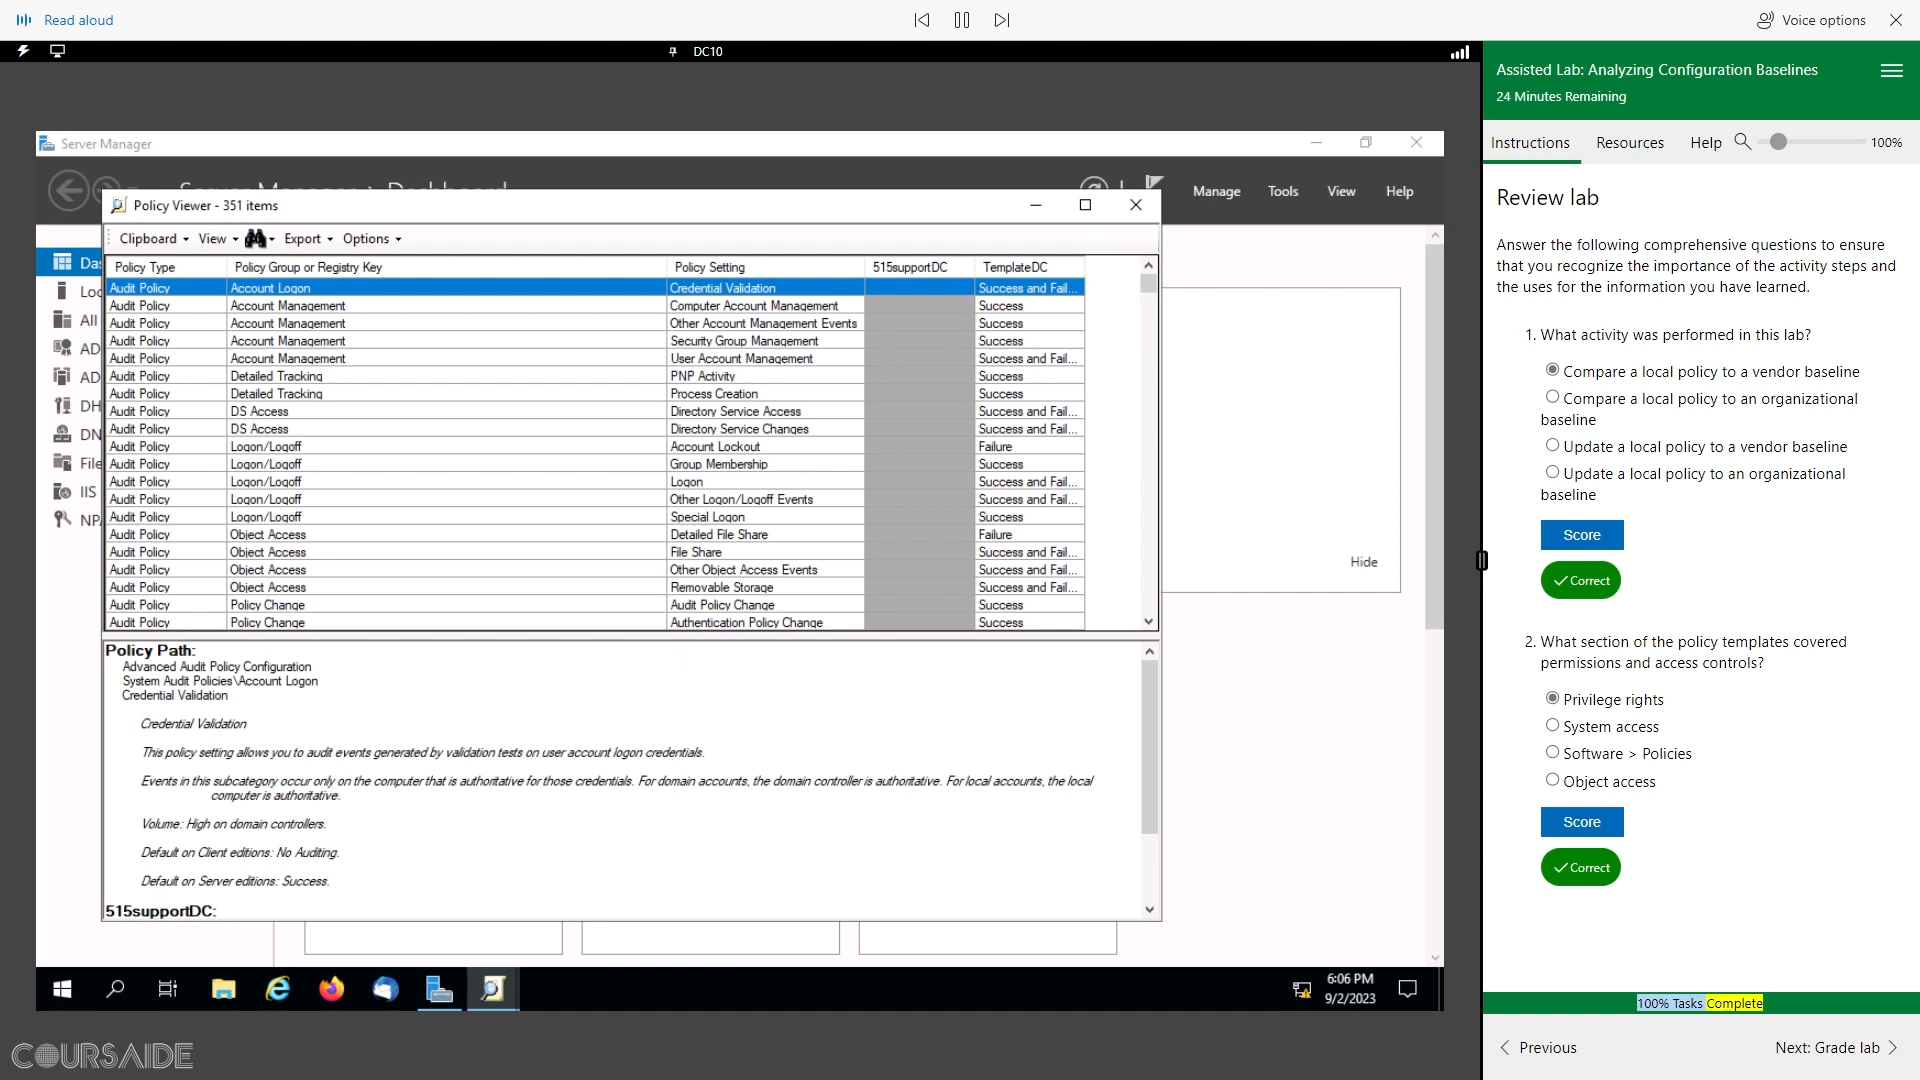 Read aloud
Voice options
DC10
Server Manager
Manage Tools View Help
Policy Viewer - 351 items
Clipboard View Export Options
Policy Type Policy Group or Registry Key Policy Setting 515supportDC TemplateDC
Audit Policy Account Logon Credential Validation Success and Fail...
Audit Policy Account Management Computer Account Management Success
Audit Policy Account Management Other Account Management Events Success
Audit Policy Account Management Security Group Management Success
Audit Policy Account Management User Account Management Success and Fail...
Audit Policy Detailed Tracking PNP Activity Success
Audit Policy Detailed Tracking Process Creation Success
Audit Policy DS Access Directory Service Access Success and Fail...
Audit Policy DS Access Directory Service Changes Success and Fail...
Audit Policy Logon/Logoff Account Lockout Failure
Audit Policy Logon/Logoff Group Membership Success
Audit Policy Logon/Logoff Logon Success and Fail...
Audit Policy Logon/Logoff Other Logon/Logoff Events Success and Fail...
Audit Policy Logon/Logoff Special Logon Success
Audit Policy Object Access Detailed File Share Failure
Audit Policy Object Access File Share Success and Fail...
Audit Policy Object Access Other Object Access Events Success and Fail...
Audit Policy Object Access Removable Storage Success and Fail...
Audit Policy Policy Change Audit Policy Change Success
Audit Policy Policy Change Authentication Policy Change Success
Das
Loc
All
AD
AD
DH
DN
File
IIS
NPA
Hide
Policy Path:
Advanced Audit Policy Configuration
System Audit Policies\Account Logon
Credential Validation
Credential Validation
This policy setting allows you to audit events generated by validation tests on user account logon credentials.
Events in this subcategory occur only on the computer that is authoritative for those credentials. For domain accounts, the domain controller is authoritative. For local accounts, the local
computer is authoritative.
Volume: High on domain controllers.
Default on Client editions: No Auditing.
Default on Server editions: Success.
515supportDC:
6:06 PM
9/2/2023
COURSAIDE
Assisted Lab: Analyzing Configuration Baselines
24 Minutes Remaining
Instructions Resources Help 100%
Review lab
Answer the following comprehensive questions to ensure
that you recognize the importance of the activity steps and
the uses for the information you have learned.
1. What activity was performed in this lab?
Compare a local policy to a vendor baseline
Compare a local policy to an organizational
baseline
Update a local policy to a vendor baseline
Update a local policy to an organizational
baseline
Score
Correct
2. What section of the policy templates covered
permissions and access controls?
Privilege rights
System access
Software > Policies
Object access
Score
Correct
100% Tasks Complete
Previous
Next: Grade lab